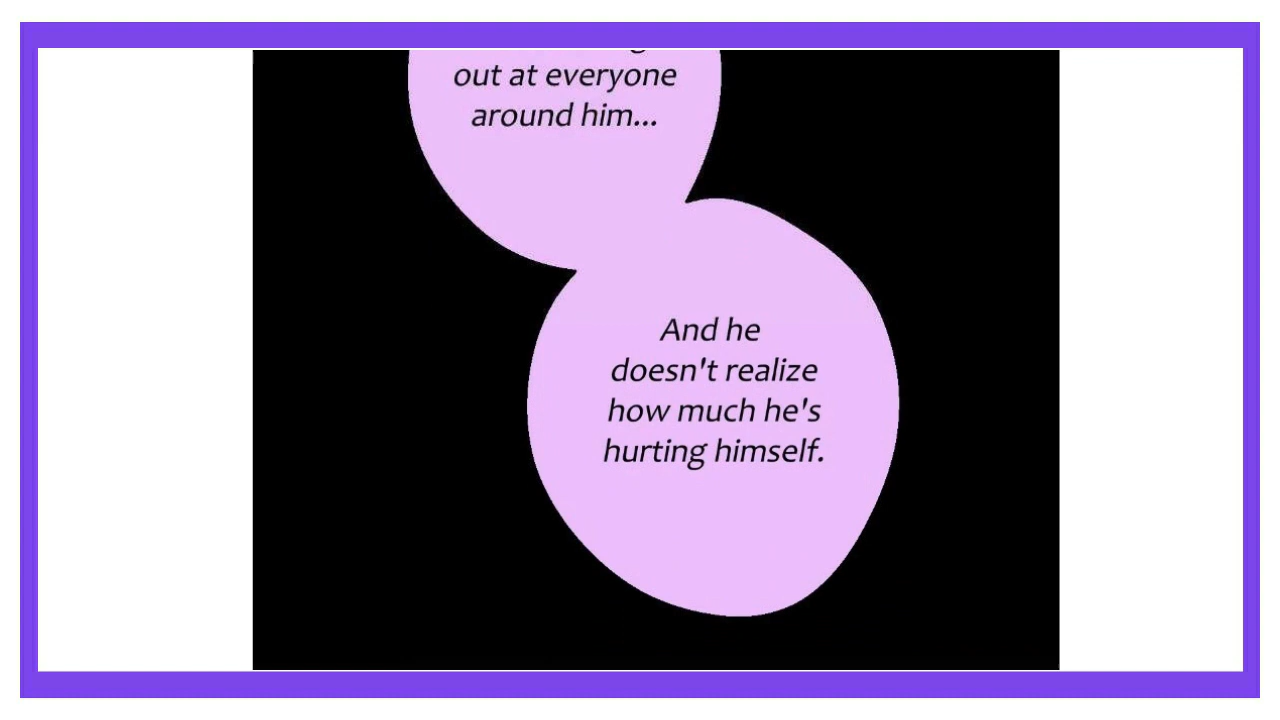 out at everyone
around him...
And he
doesn't realize
how much he's
hurting himself.